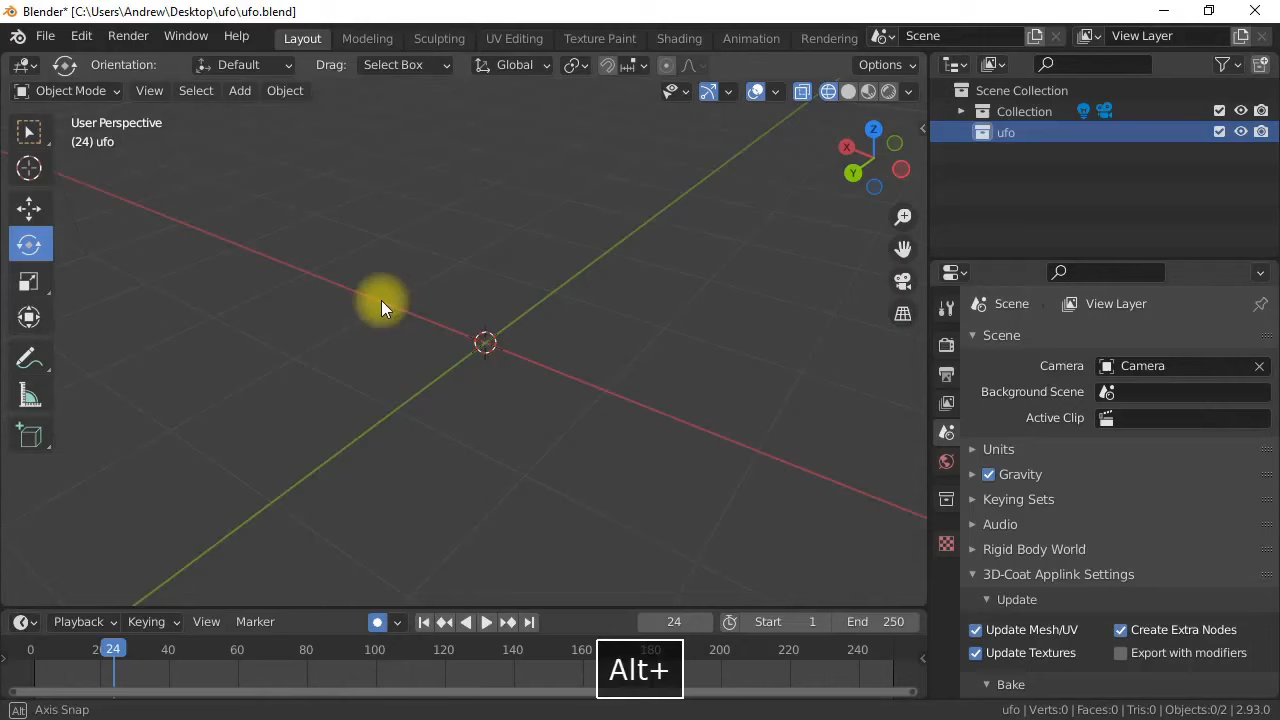 Blender* [C:\Users\Andrew\Desktop\ufo\ufo.blend]
File Edit Render Window Help Layout Modeling Sculpting UV Editing Texture Paint Shading Animation Rendering Scene View Layer
Orientation: Default Drag: Select Box Global Options
Object Mode View Select Add Object
User Perspective
(24) ufo
Z
X
Y
Scene Collection
Collection
ufo
Scene View Layer
Scene
Camera Camera
Background Scene
Active Clip
Units
Gravity
Keying Sets
Audio
Rigid Body World
3D-Coat Applink Settings
Update
Update Mesh/UV Create Extra Nodes
Update Textures Export with modifiers
Bake
Playback Keying View Marker 24 Start 1 End 250
0 2 24 40 60 80 100 120 140 160 180 200 220 240
Alt+
Alt Axis Snap ufo | Verts:0 | Faces:0 | Tris:0 | Objects:0/2 | 2.93.0